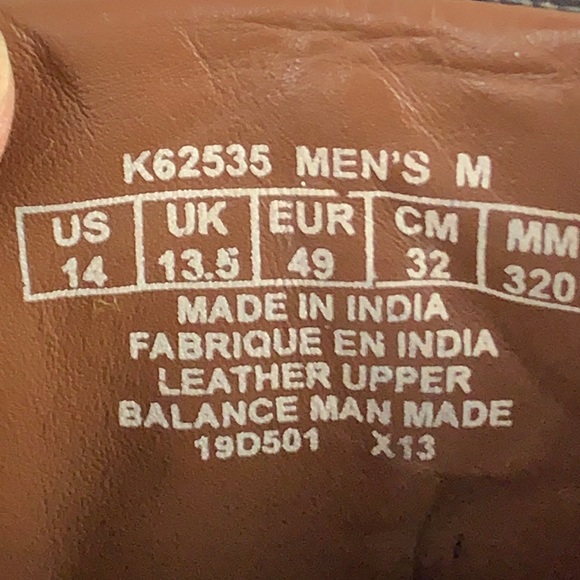 K62535 MEN'S M
US UK EUR CM MM
14 13.5 49 32 320
MADE IN INDIA
FABRIQUE EN INDIA
LEATHER UPPER
BALANCE MAN MADE
19D501 X13